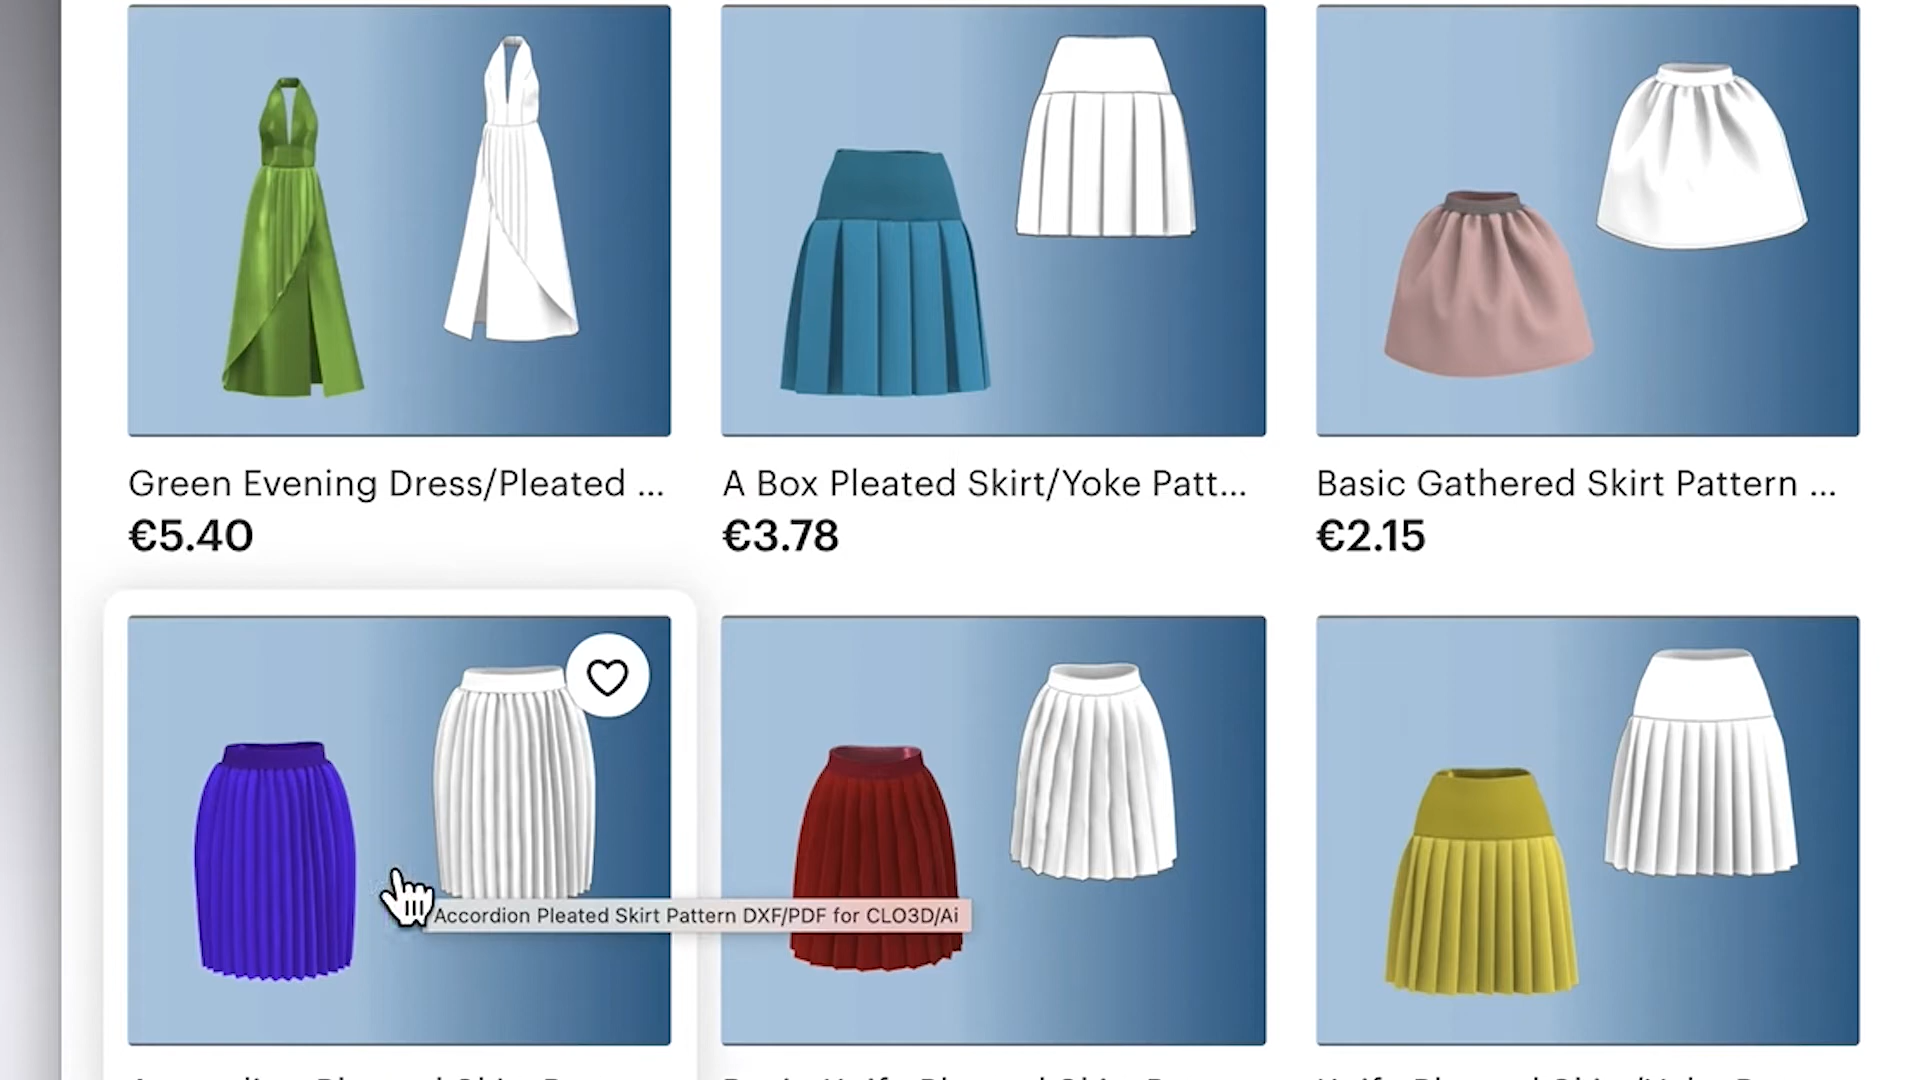 Green Evening Dress/Pleated ...
€5.40
A Box Pleated Skirt/Yoke Patt...
€3.78
Basic Gathered Skirt Pattern ...
€2.15
Accordion Pleated Skirt Pattern DXF/PDF for CLO3D/Ai